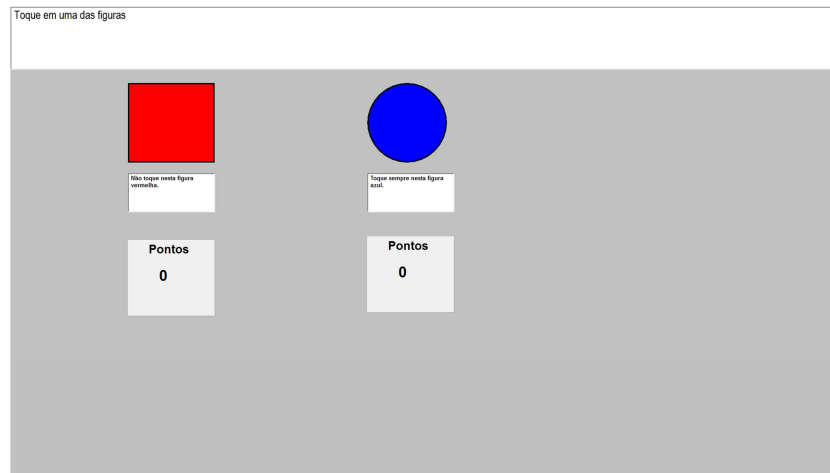 Toque em uma das figuras
Não toque nesta figura
vermelha.
Toque sempre nesta figura
azul.
Pontos
0
Pontos
0